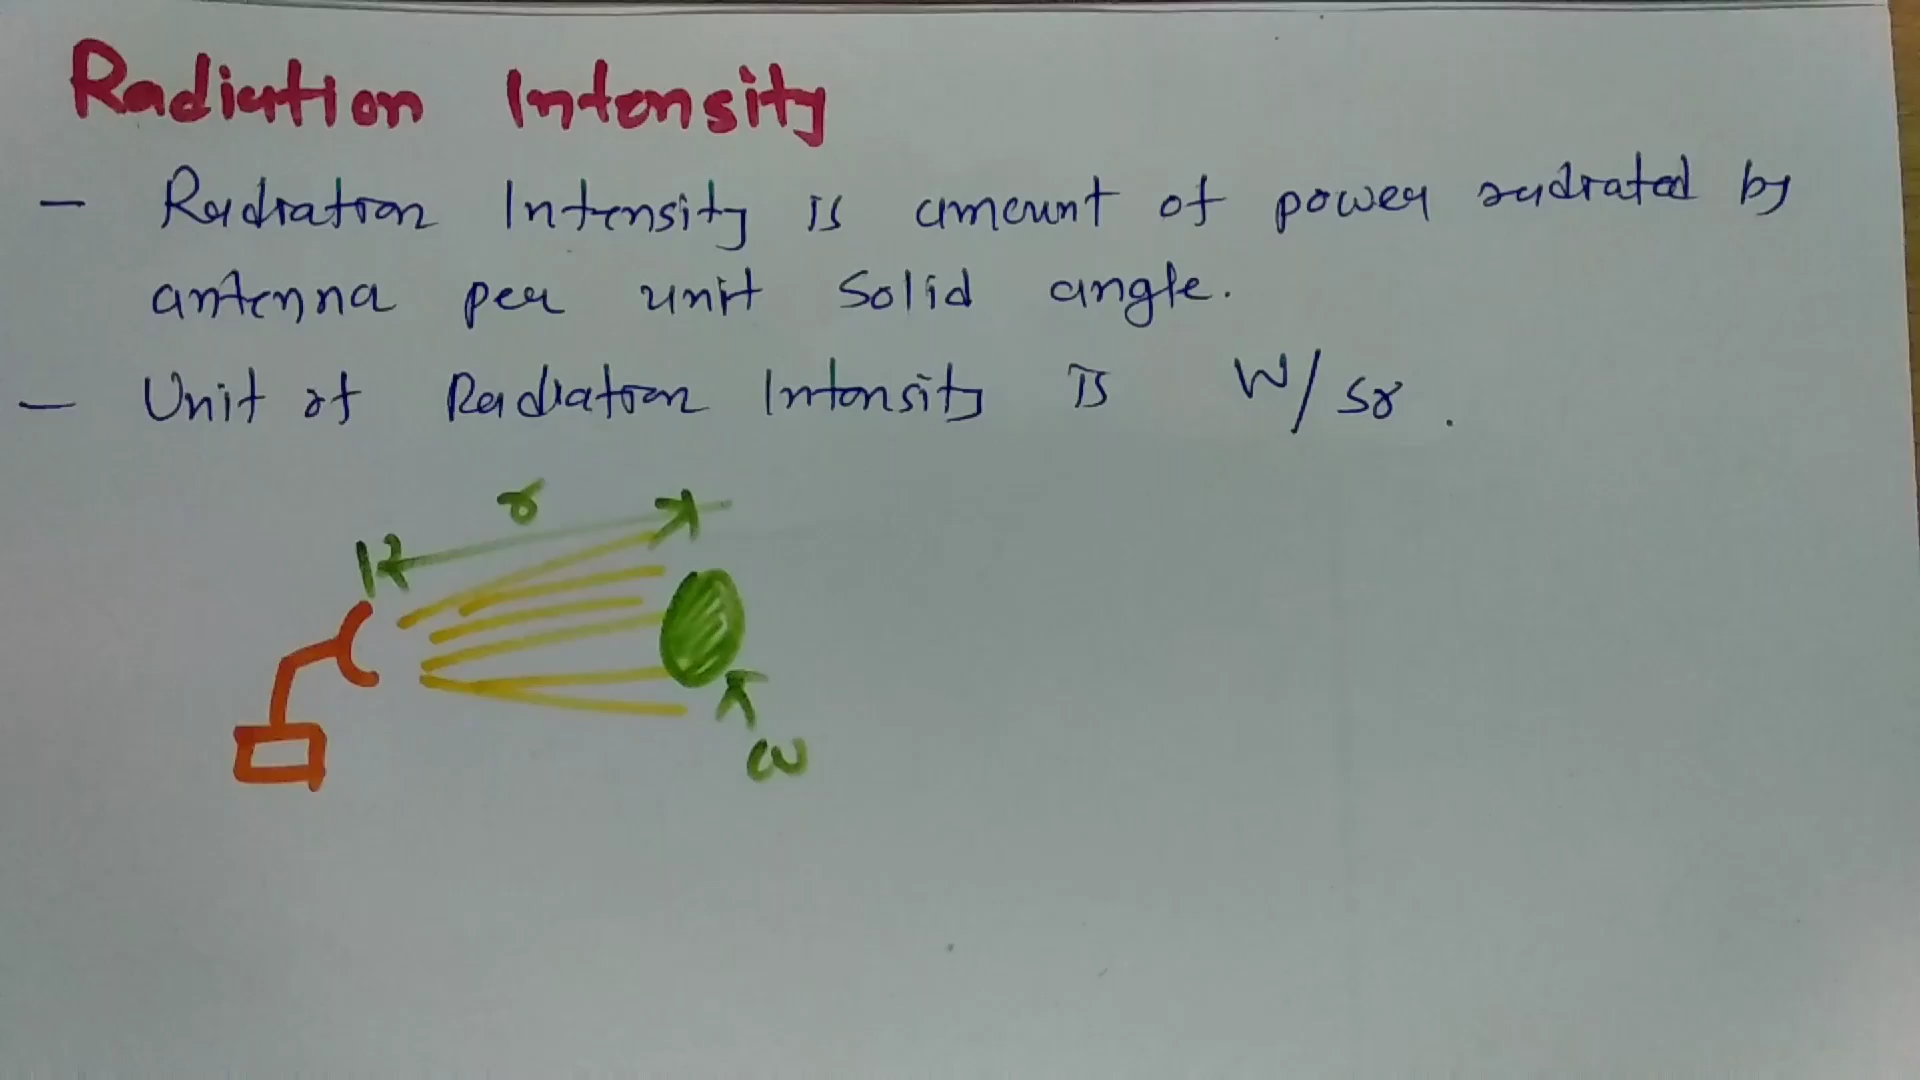 Radiation Intensity
- Radiation Intensity is amount of power radiated by
antenna per unit solid angle.
- Unit of Radiation Intensity is W/sr.
r
ω